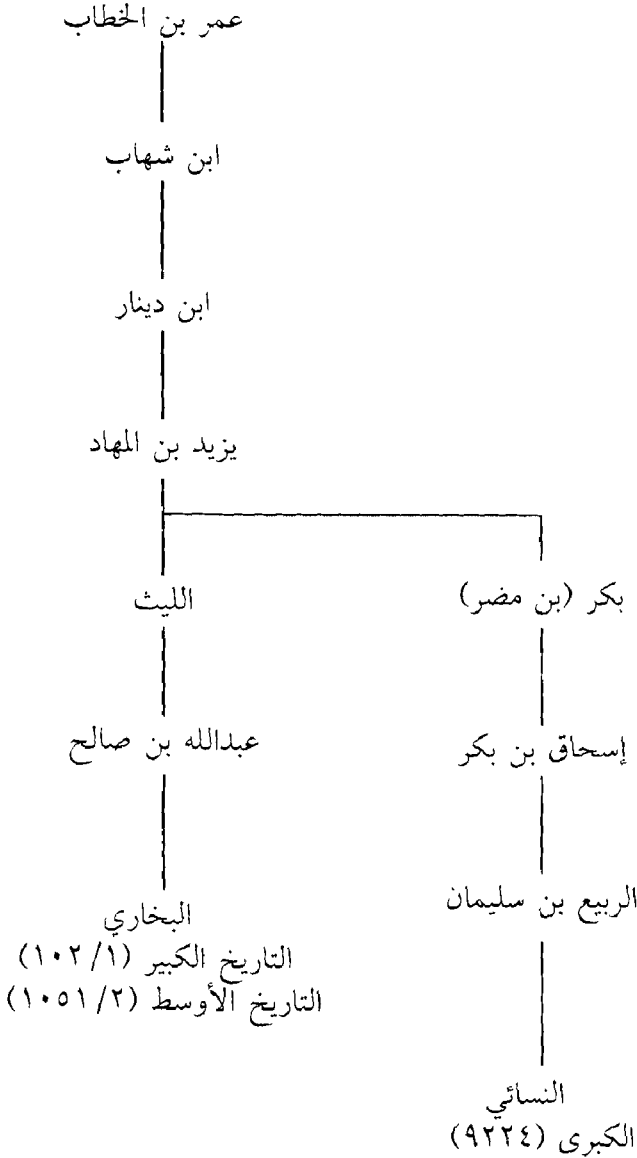 عمر بن الخطاب
ابن شهاب
ابن دينار
يزيد بن المهاد
بكر (بن مضر)
الليث
إسحاق بن بكر
عبدالله بن صالح
الربيع بن سليمان
البخاري
التاريخ الكبير (١٠٢/١)
التاريخ الأوسط (١٠٥١/٢)
النسائي
الكبرى (٩٢٢٤)